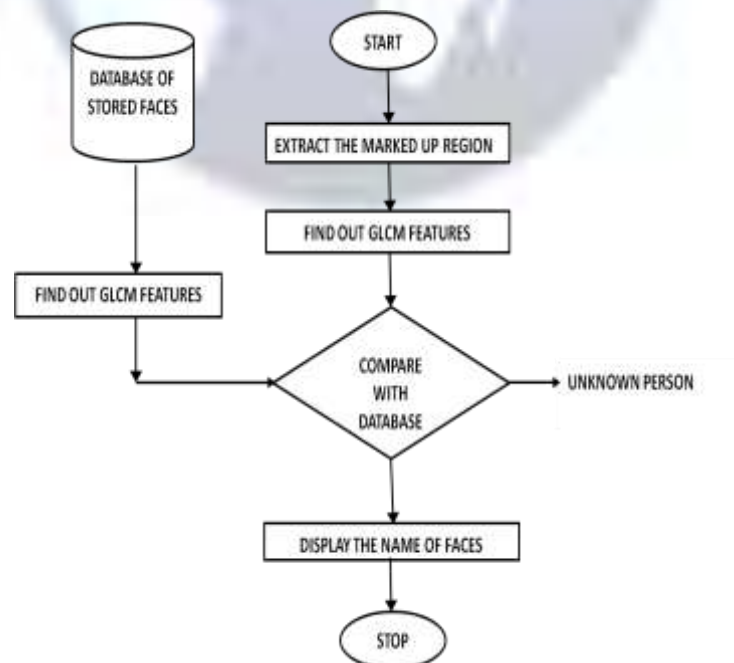 START
DATABASE OF
STORED FACES
EXTRACT THE MARKED UP REGION
FIND OUT GLCM FEATURES
FIND OUT GLCM FEATURES
COMPARE
WITH
DATABASE
UNKNOWN PERSON
DISPLAY THE NAME OF FACES
STOP